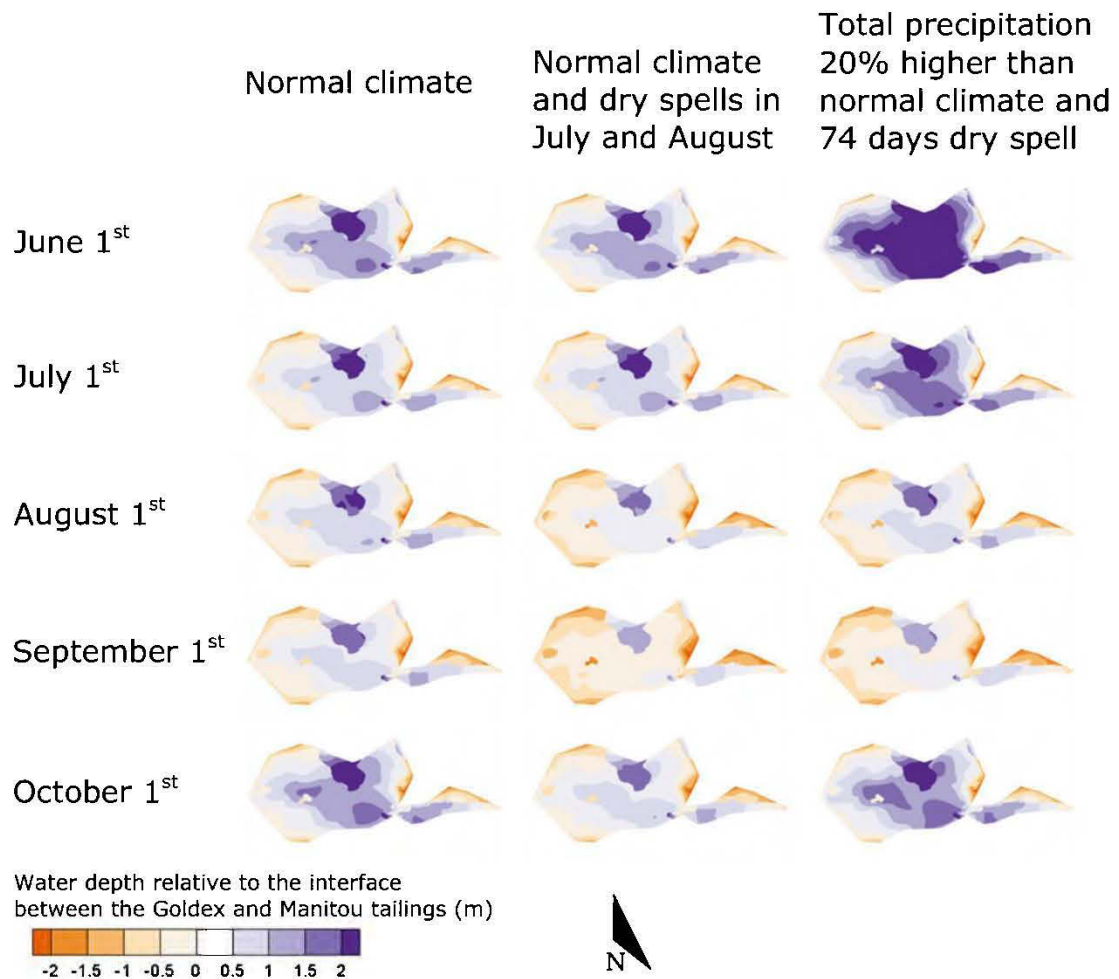 Normal climate
Normal climate
and dry spells in
July and August
Total precipitation
20% higher than
normal climate and
74 days dry spell
June 1st
July 1st
August 1st
September 1st
October 1st
Water depth relative to the interface
between the Goldex and Manitou tailings (m)
-2 -1.5 -1 -0.5 0 0.5 1 1.5 2
N